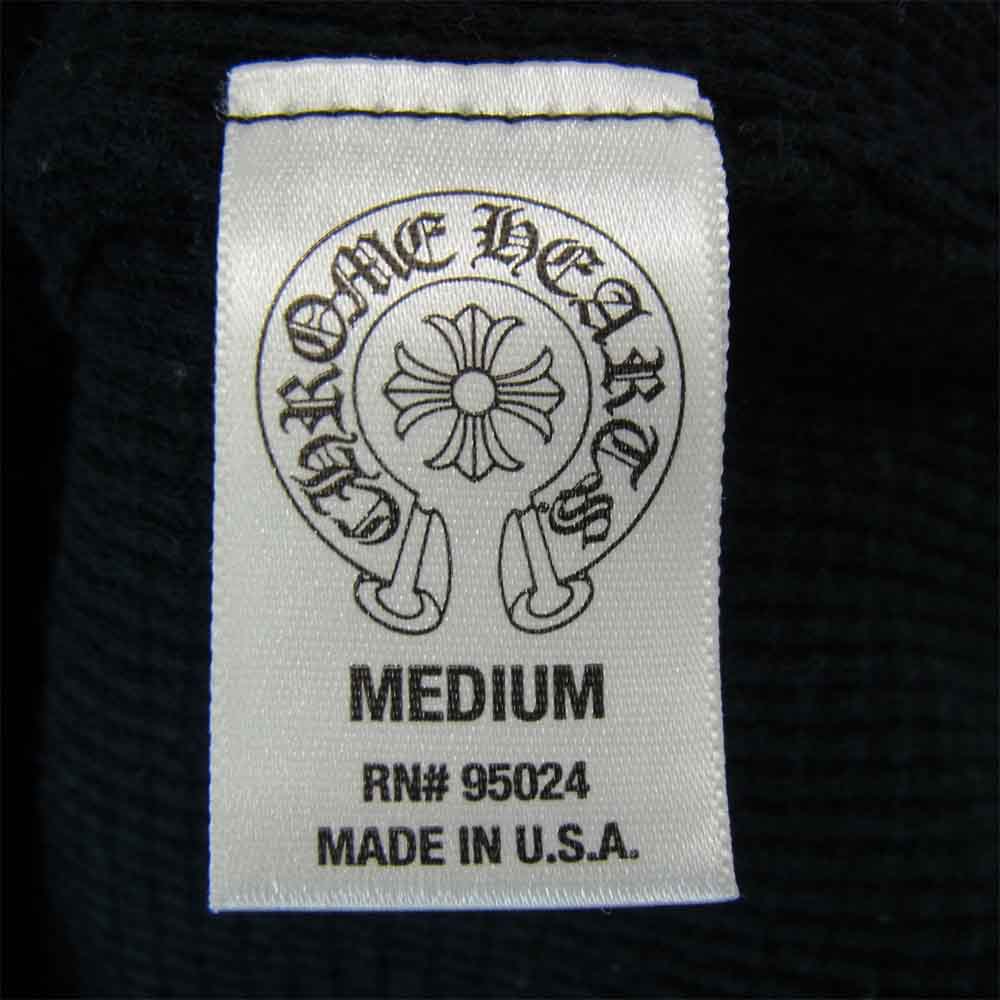 CHROME HEARTS
MEDIUM
RN# 95024
MADE IN U.S.A.